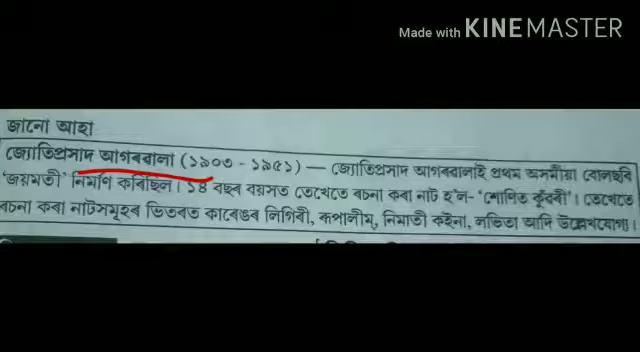 Made with KINEMASTER
জানো আহা
জ্যোতিপ্ৰসাদ আগৰৱালা (১৯০৩ - ১৯৫১) — জ্যোতিপ্ৰসাদ আগৰৱালাই প্ৰথম অসমীয়া বোলছবি
'জয়মতী' নিৰ্মাণ কৰিছিল। ১৪ বছৰ বয়সত তেখেতে ৰচনা কৰা নাট হ'ল- 'শোণিত কুঁৱৰী'। তেখেতে
ৰচনা কৰা নাটসমূহৰ ভিতৰত কাৰেঙৰ লিগিৰী, ৰূপালীম, নিমাতী কইনা, লভিতা আদি উল্লেখযোগ্য।